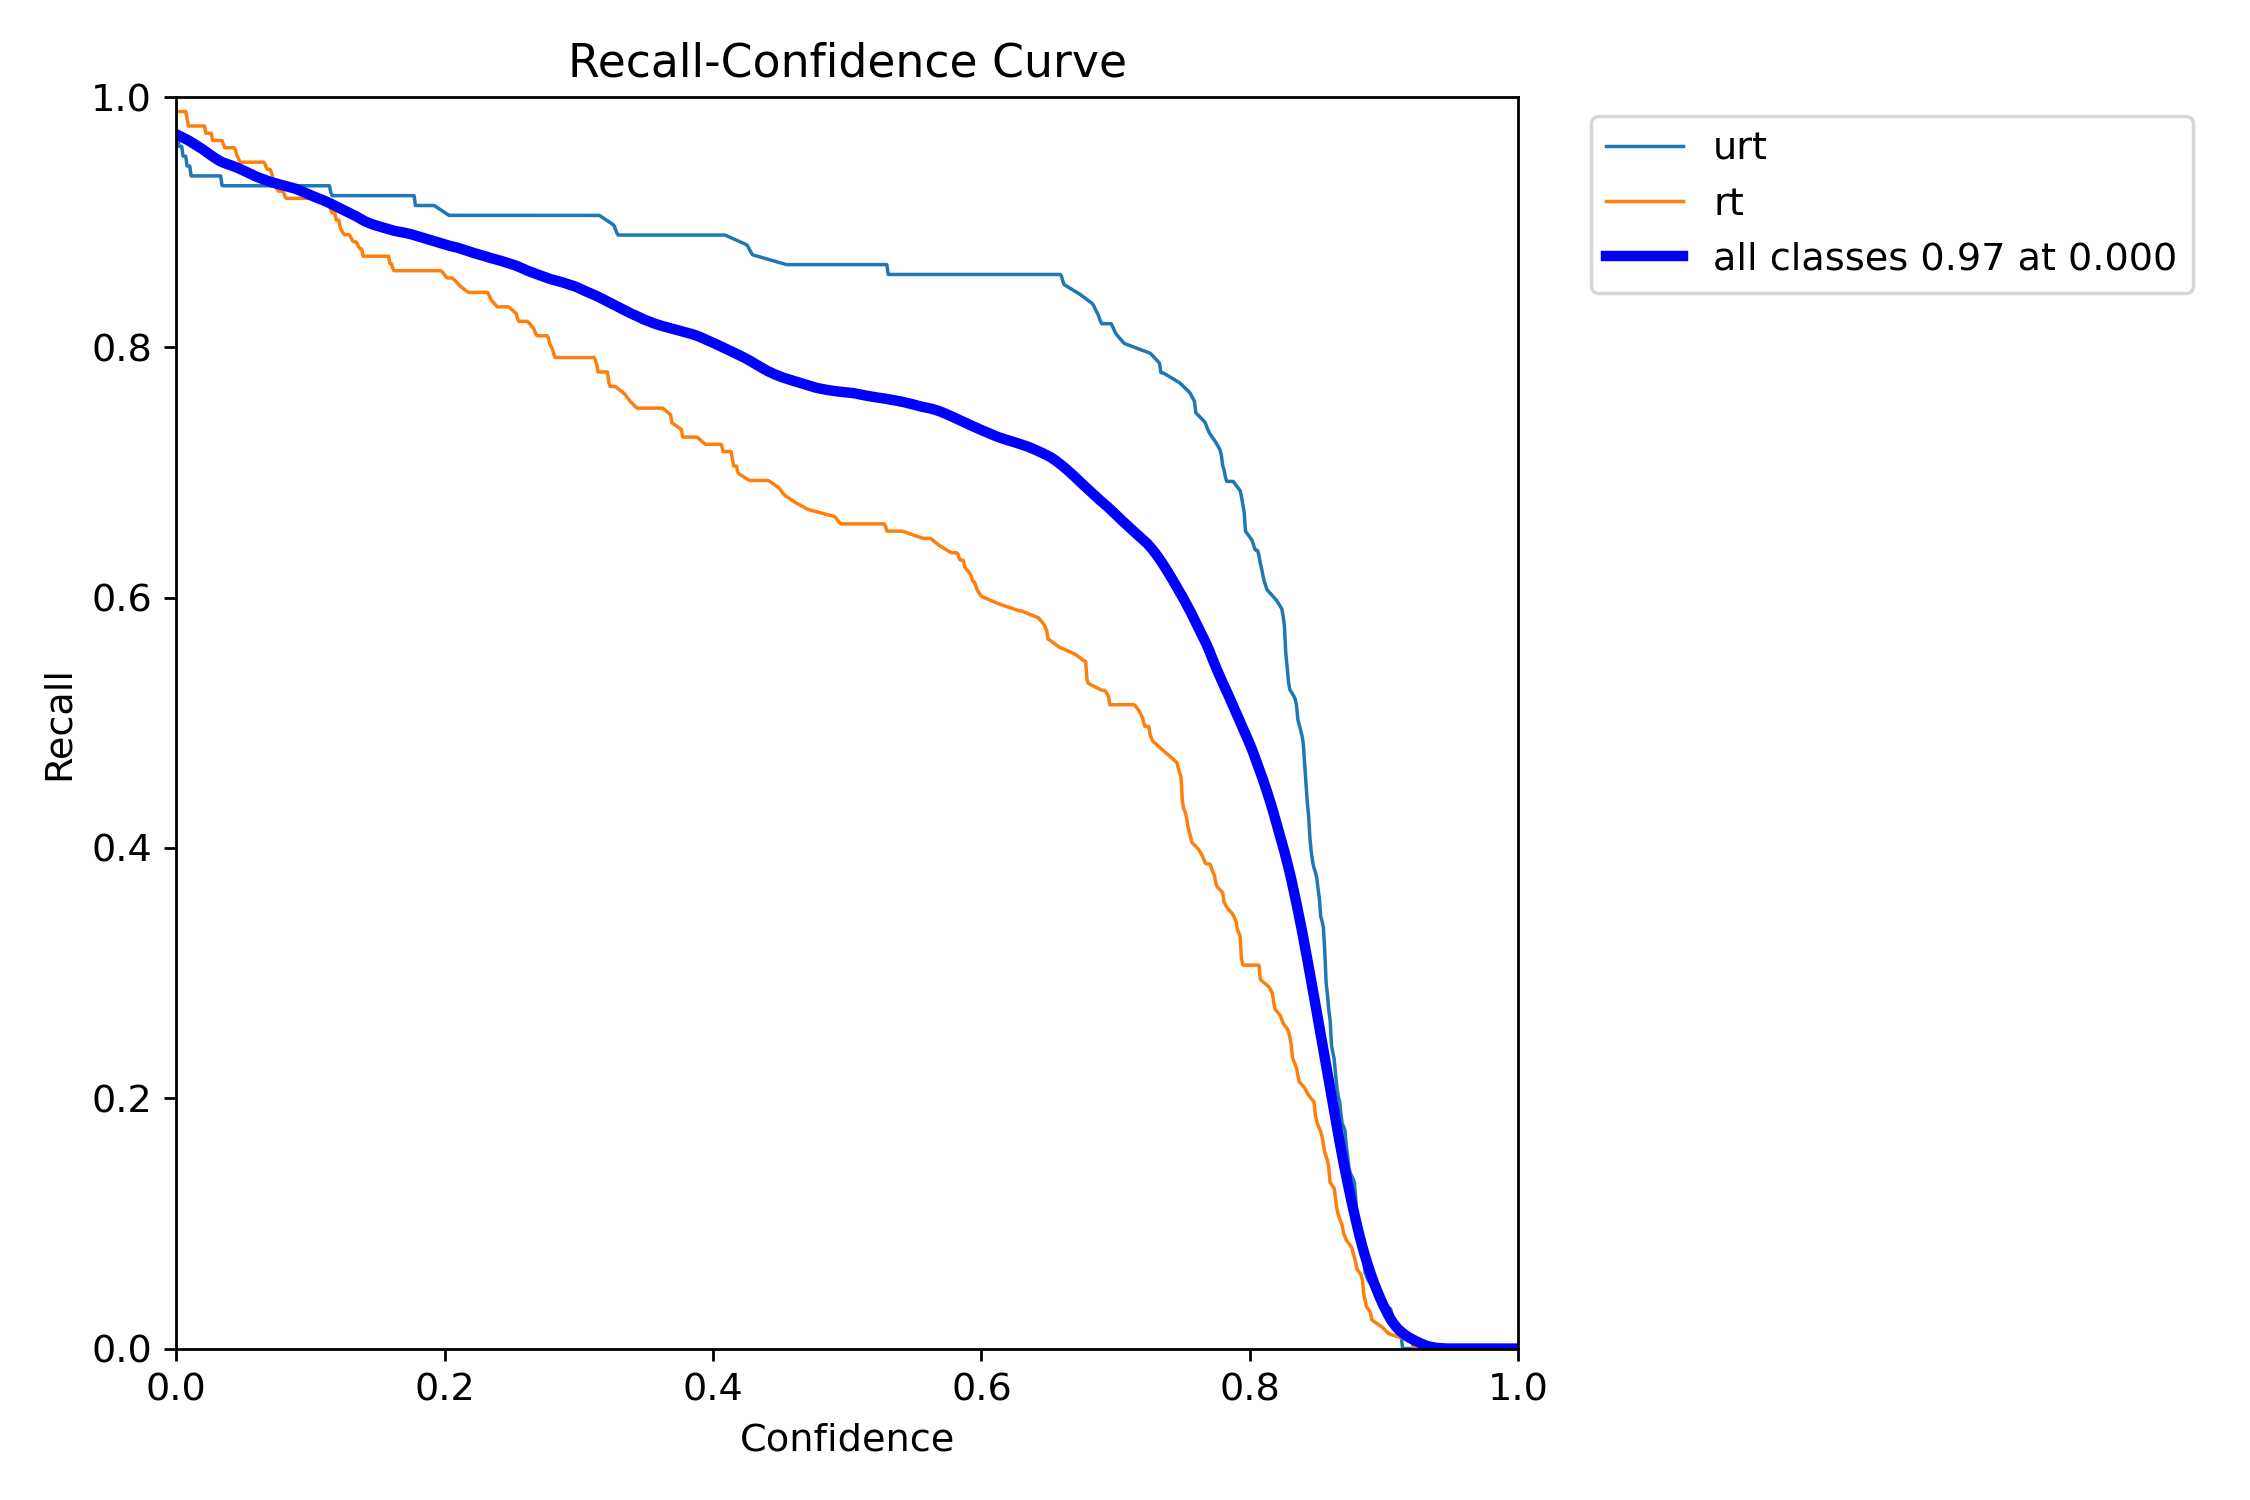 Recall-Confidence Curve
1.0
0.8
0.6
0.4
0.2
0.0
Recall
0.0 0.2 0.4 0.6 0.8 1.0
Confidence
urt
rt
all classes 0.97 at 0.000